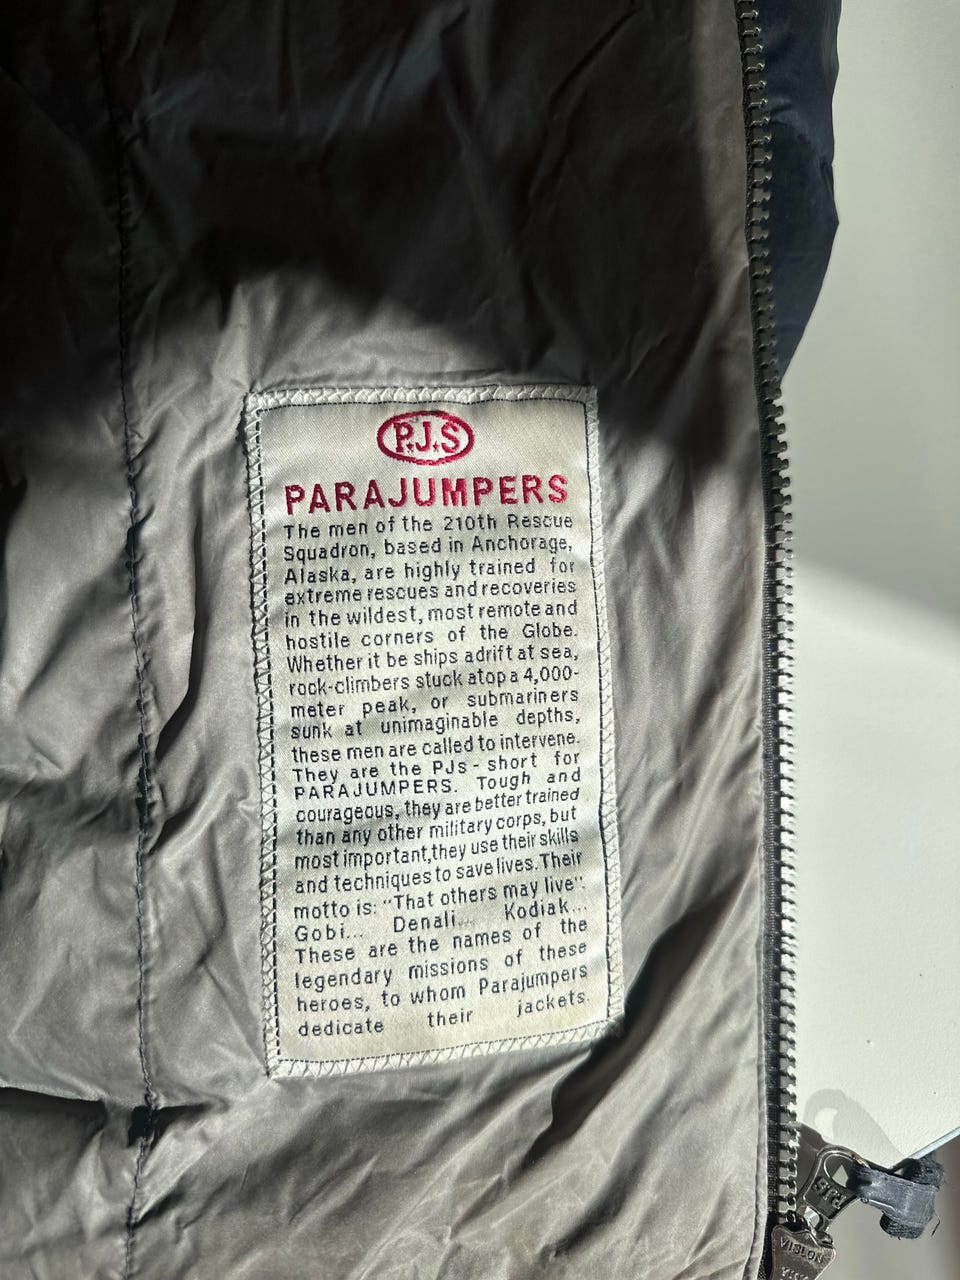 P.J.S
PARAJUMPERS
The men of the 210th Rescue
Squadron, based in Anchorage,
Alaska, are highly trained for
extreme rescues and recoveries
in the wildest, most remote and
hostile corners of the Globe.
Whether it be ships adrift at sea,
rock-climbers stuck atop a 4,000-
meter peak, or submariners
sunk at unimaginable depths,
these men are called to intervene.
They are the PJs - short for
PARAJUMPERS. Tough and
courageous, they are better trained
than any other military corps, but
most important,they use their skills
and techniques to save lives.Their
motto is: "That others may live".
Gobi... Denali... Kodiak...
These are the names of the
legendary missions of these
heroes, to whom Parajumpers
dedicate their jackets.
PJS